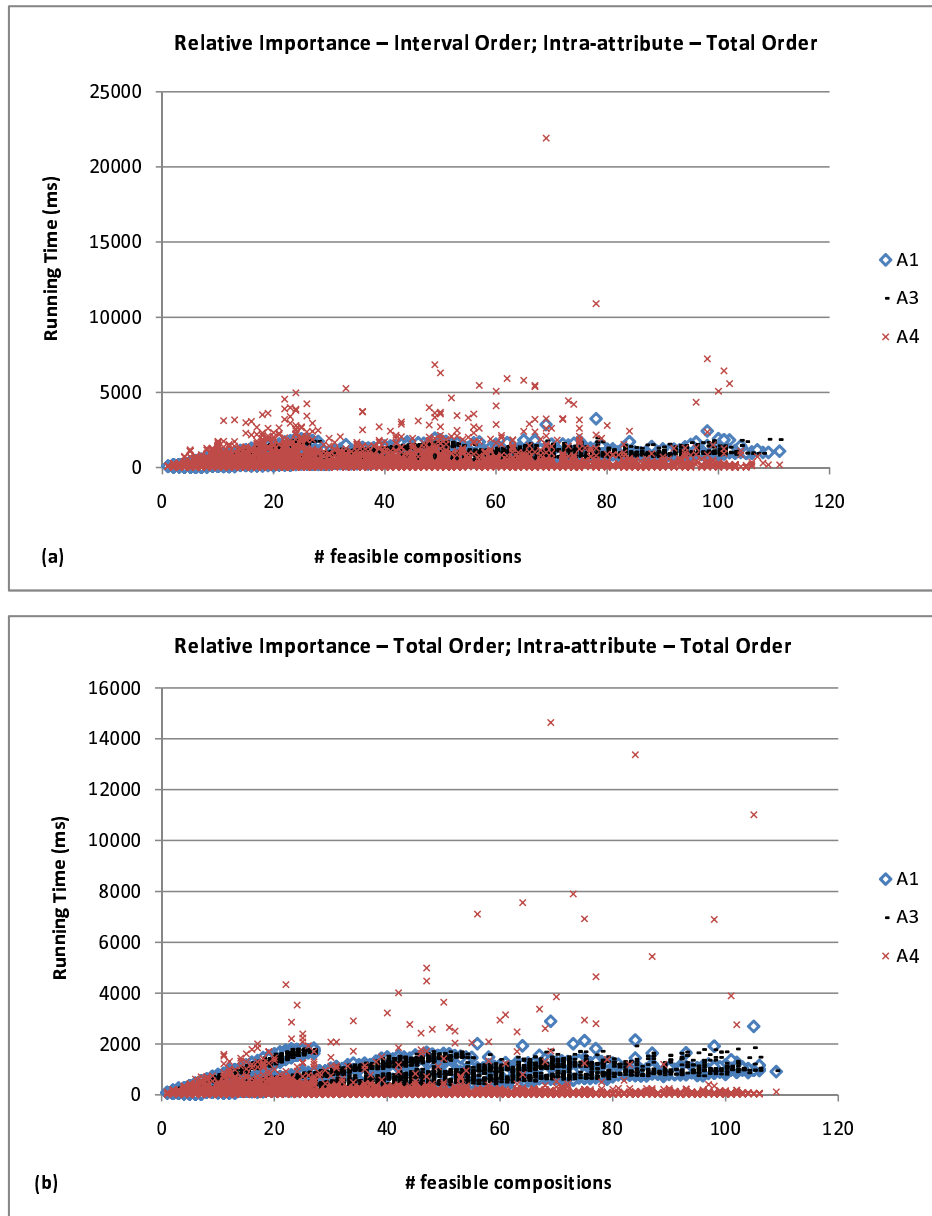 Relative Importance – Interval Order; Intra-attribute – Total Order
25000
20000
15000
10000
5000
0
Running Time (ms)
0 20 40 60 80 100 120
A1
A3
A4
(a)
# feasible compositions
Relative Importance – Total Order; Intra-attribute – Total Order
16000
14000
12000
10000
8000
6000
4000
2000
0
Running Time (ms)
0 20 40 60 80 100 120
A1
A3
A4
(b)
# feasible compositions